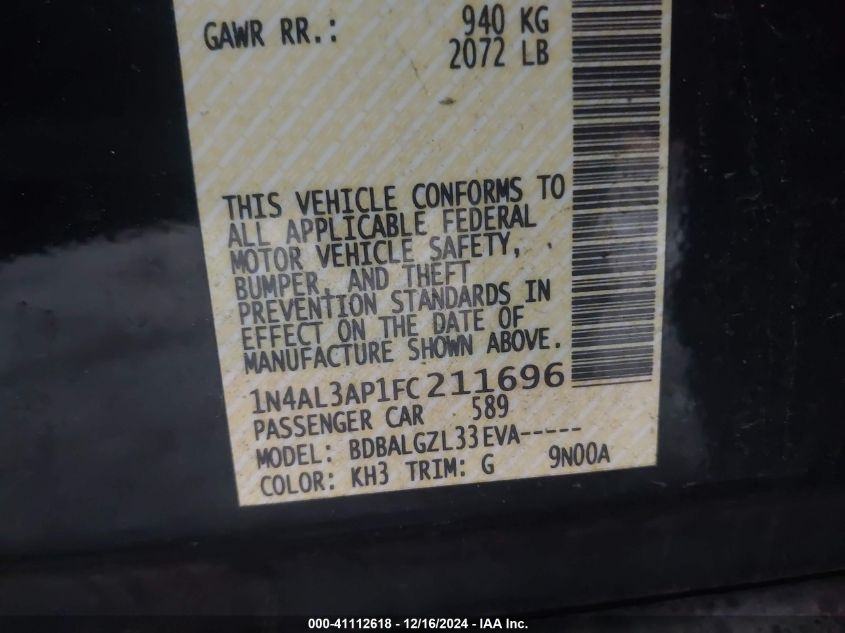 GAWR RR.: 940 KG
2072 LB
THIS VEHICLE CONFORMS TO
ALL APPLICABLE FEDERAL
MOTOR VEHICLE SAFETY,
BUMPER, AND THEFT
PREVENTION STANDARDS IN
EFFECT ON THE DATE OF
MANUFACTURE SHOWN ABOVE.
1N4AL3AP1FC211696
PASSENGER CAR 589
MODEL: BDBALGZL33EVA-----
COLOR: KH3 TRIM: G 9N00A
000-41112618 - 12/16/2024 - IAA Inc.